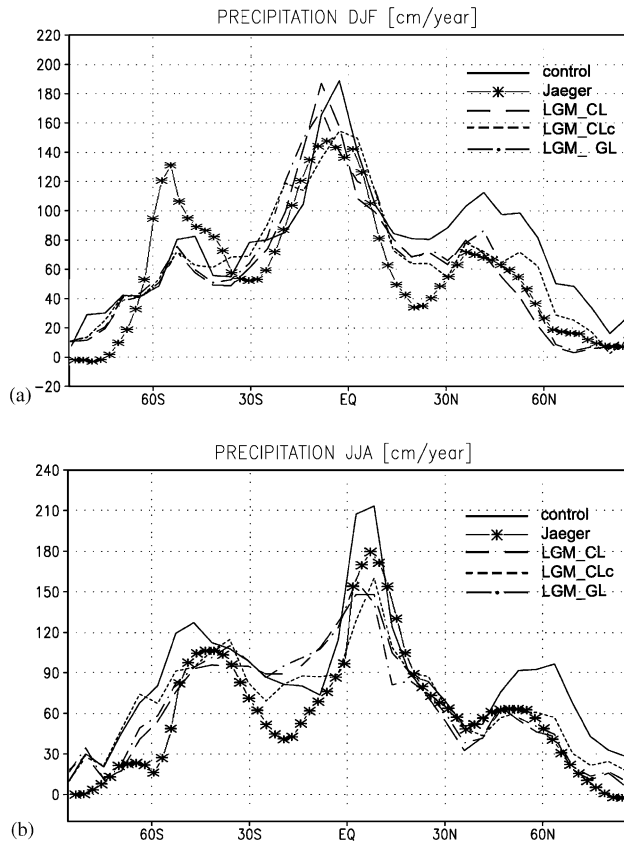 PRECIPITATION DJF [cm/year]
220
200
180
160
140
120
100
80
60
40
20
0
−20
60S
30S
EQ
30N
60N
control
Jaeger
LGM_CL
LGM_CLc
LGM_ GL
(a)
PRECIPITATION JJA [cm/year]
240
210
180
150
120
90
60
30
0
60S
30S
EQ
30N
60N
control
Jaeger
LGM_CL
LGM_CLc
LGM_GL
(b)